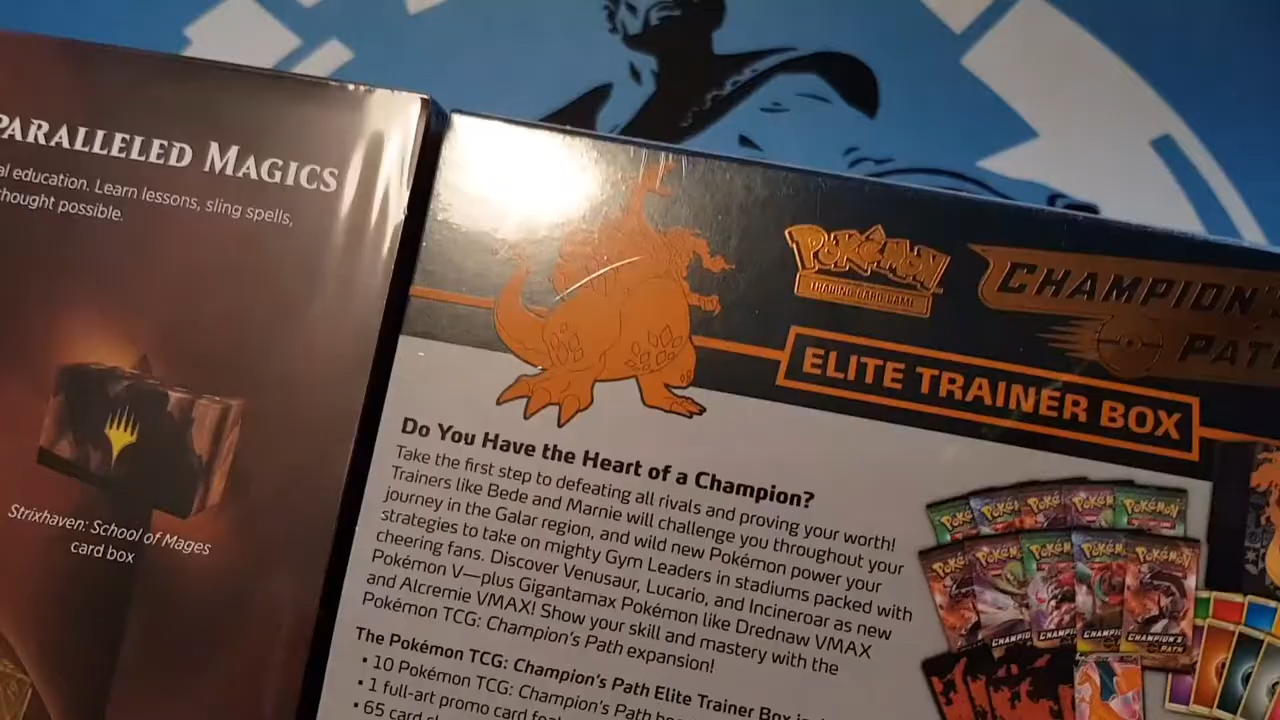 PARALLELED MAGICS
education. Learn lessons, sling spells,
thought possible.
Strixhaven: School of Mages
card box
POKÉMON
TRADING CARD GAME
CHAMPION'S
PATH
ELITE TRAINER BOX
Do You Have the Heart of a Champion?
Take the first step to defeating all rivals and proving your worth!
Trainers like Bede and Marnie will challenge you throughout your
journey in the Galar region, and wild new Pokémon power your
strategies to take on mighty Gym Leaders in stadiums packed with
cheering fans. Discover Venusaur, Lucario, and Incineroar as new
Pokémon V—plus Gigantamax Pokémon like Drednaw VMAX
and Alcremie VMAX! Show your skill and mastery with the
Pokémon TCG: Champion's Path expansion!
The Pokémon TCG: Champion's Path Elite Trainer Box
• 10 Pokémon TCG: Champion's Path
• 1 full-art promo card
• 65 card